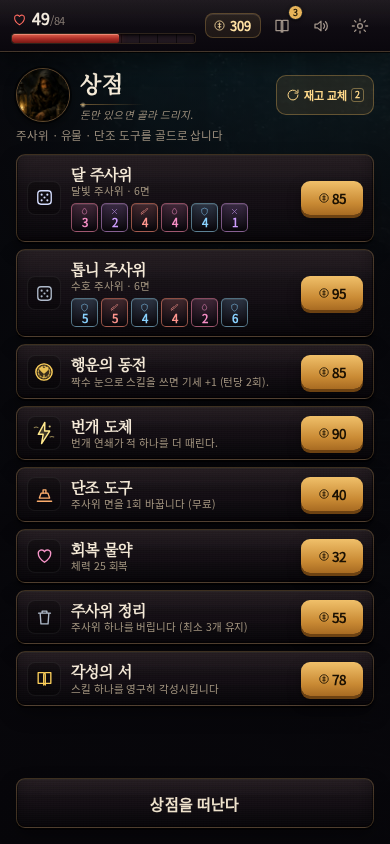 49/84
309
3
상점
돈만 있으면 골라 드리지.
재고 교체 2
주사위 · 유물 · 단조 도구를 골드로 삽니다
달 주사위
달빛 주사위 · 6면
3 2 4 4 4 1
85
톱니 주사위
수호 주사위 · 6면
5 5 4 4 2 6
95
행운의 동전
짝수 눈으로 스킬을 쓰면 기세 +1 (턴당 2회).
85
번개 도체
번개 연쇄가 적 하나를 더 때린다.
90
단조 도구
주사위 면을 1회 바꿉니다 (무료)
40
회복 물약
체력 25 회복
32
주사위 정리
주사위 하나를 버립니다 (최소 3개 유지)
55
각성의 서
스킬 하나를 영구히 각성시킵니다
78
상점을 떠난다